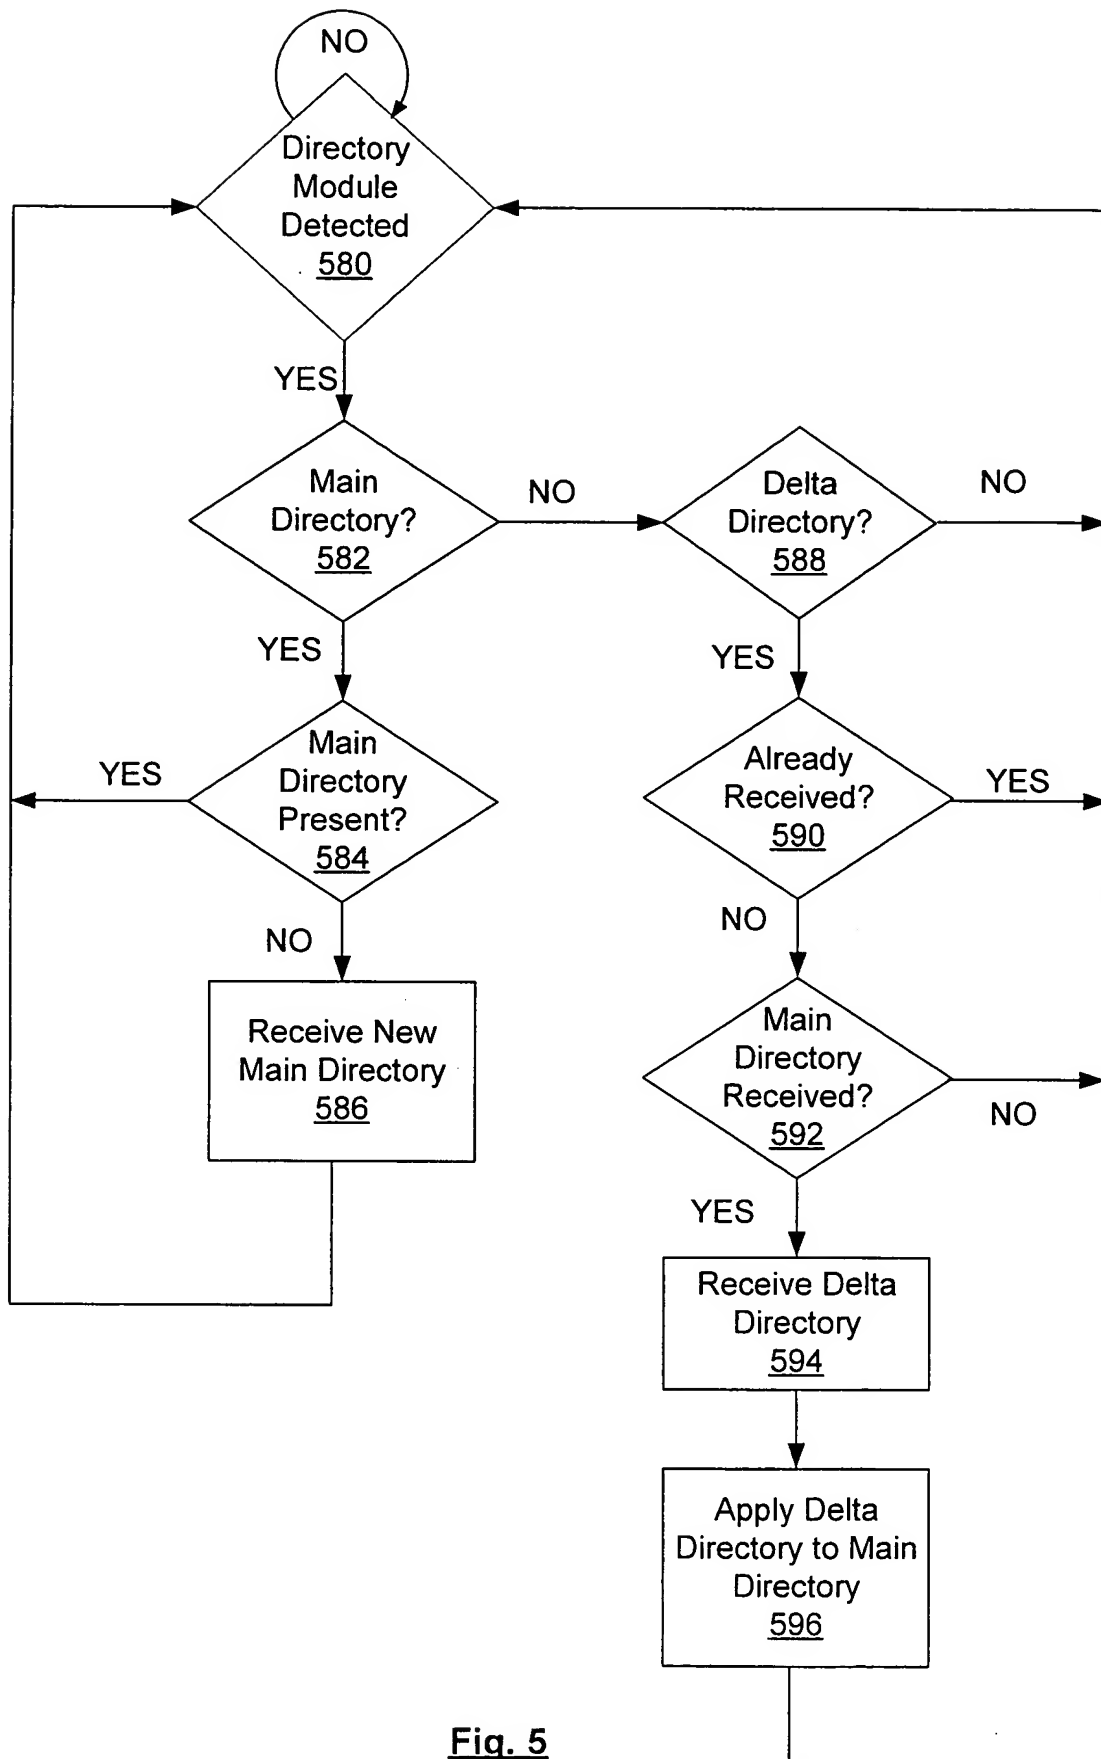 NO
Directory
Module
Detected
580
YES
Main
Directory?
582
NO
Delta
Directory?
588
NO
YES
YES
Main
Directory
Present?
584
YES
Already
Received?
590
YES
NO
NO
Receive New
Main Directory
586
Main
Directory
Received?
592
NO
YES
Receive Delta
Directory
594
Apply Delta
Directory to Main
Directory
596
Fig. 5